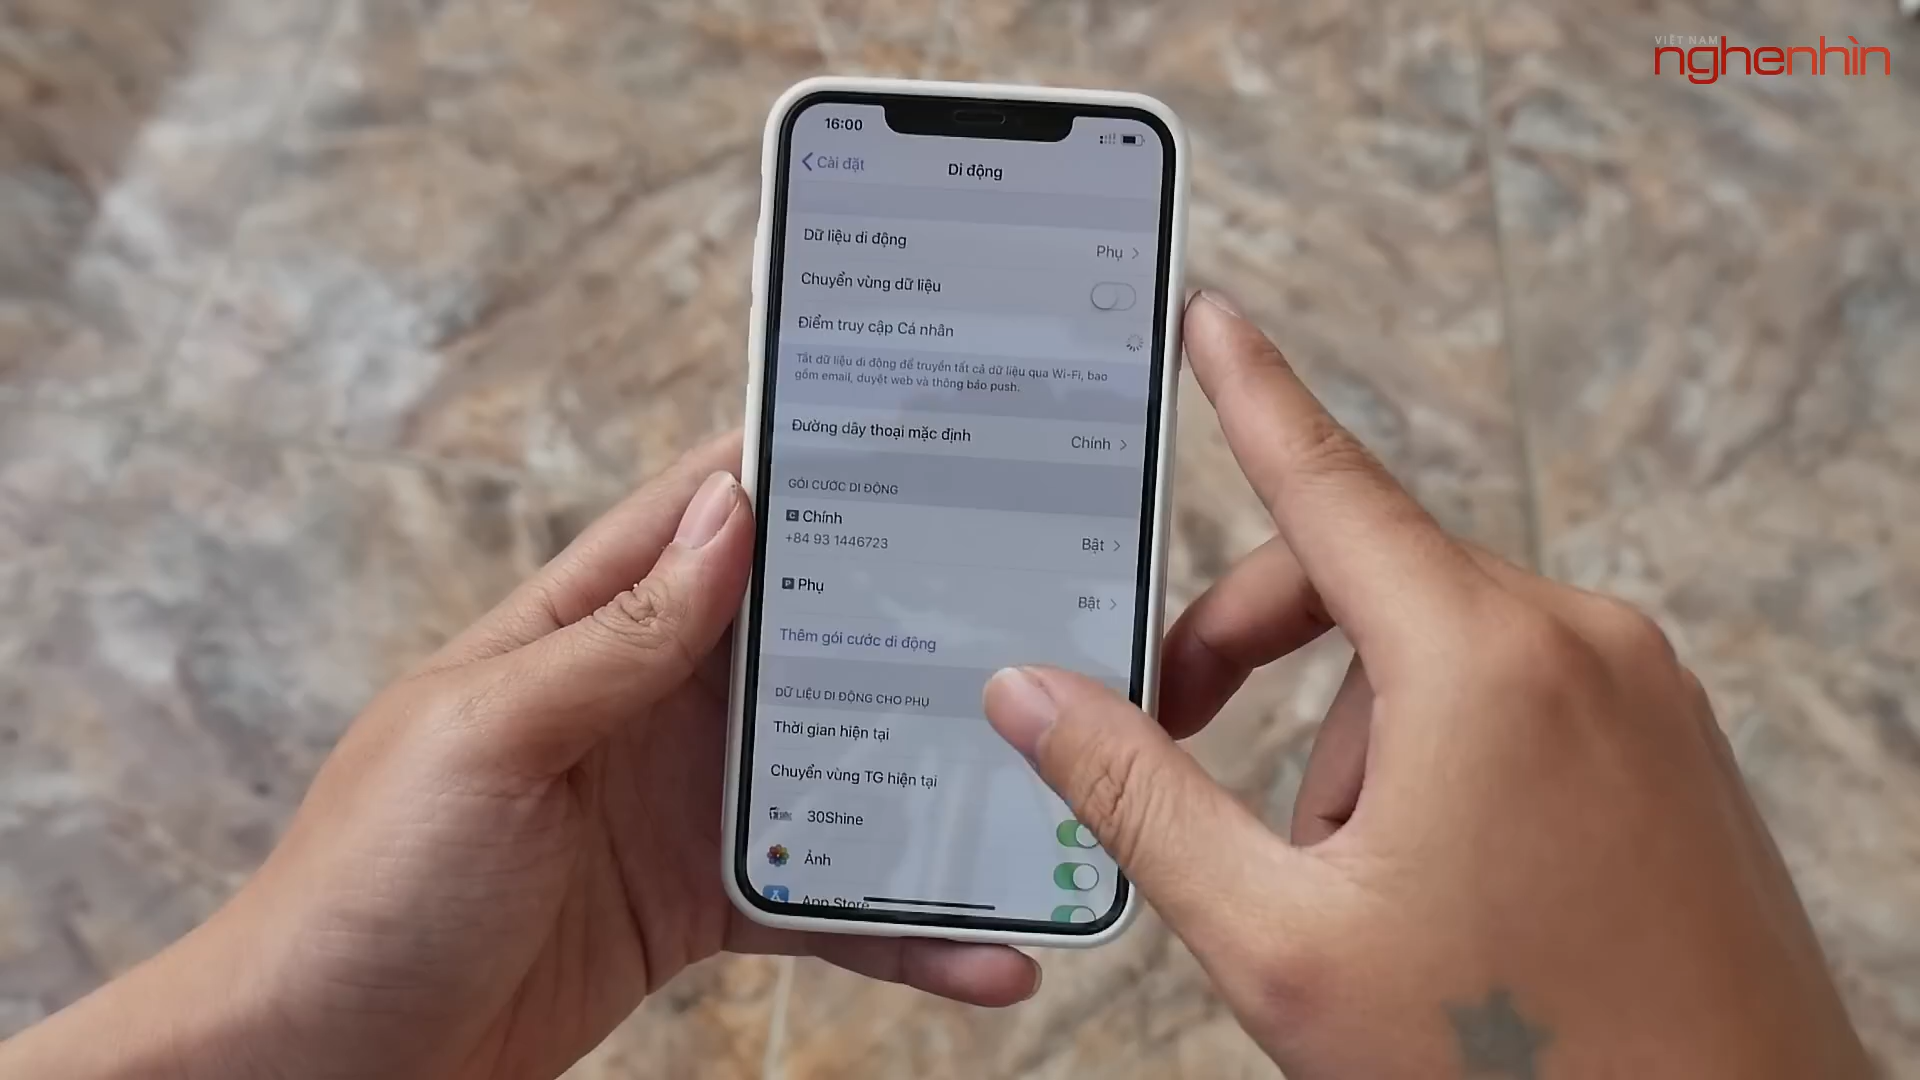 VIỆT NAM
nghenhìn
16:00
Cài đặt
Di động
Dữ liệu di động
Phụ
Chuyển vùng dữ liệu
Điểm truy cập Cá nhân
Tắt dữ liệu di động để truyền tất cả dữ liệu qua Wi-Fi, bao
gồm email, duyệt web và thông báo push.
Đường dây thoại mặc định
Chính
GÓI CƯỚC DI ĐỘNG
C Chính
+84 93 1446723
Bật
P Phụ
Bật
Thêm gói cước di động
DỮ LIỆU DI ĐỘNG CHO PHỤ
Thời gian hiện tại
Chuyển vùng TG hiện tại
30Shine
Ảnh
App Store